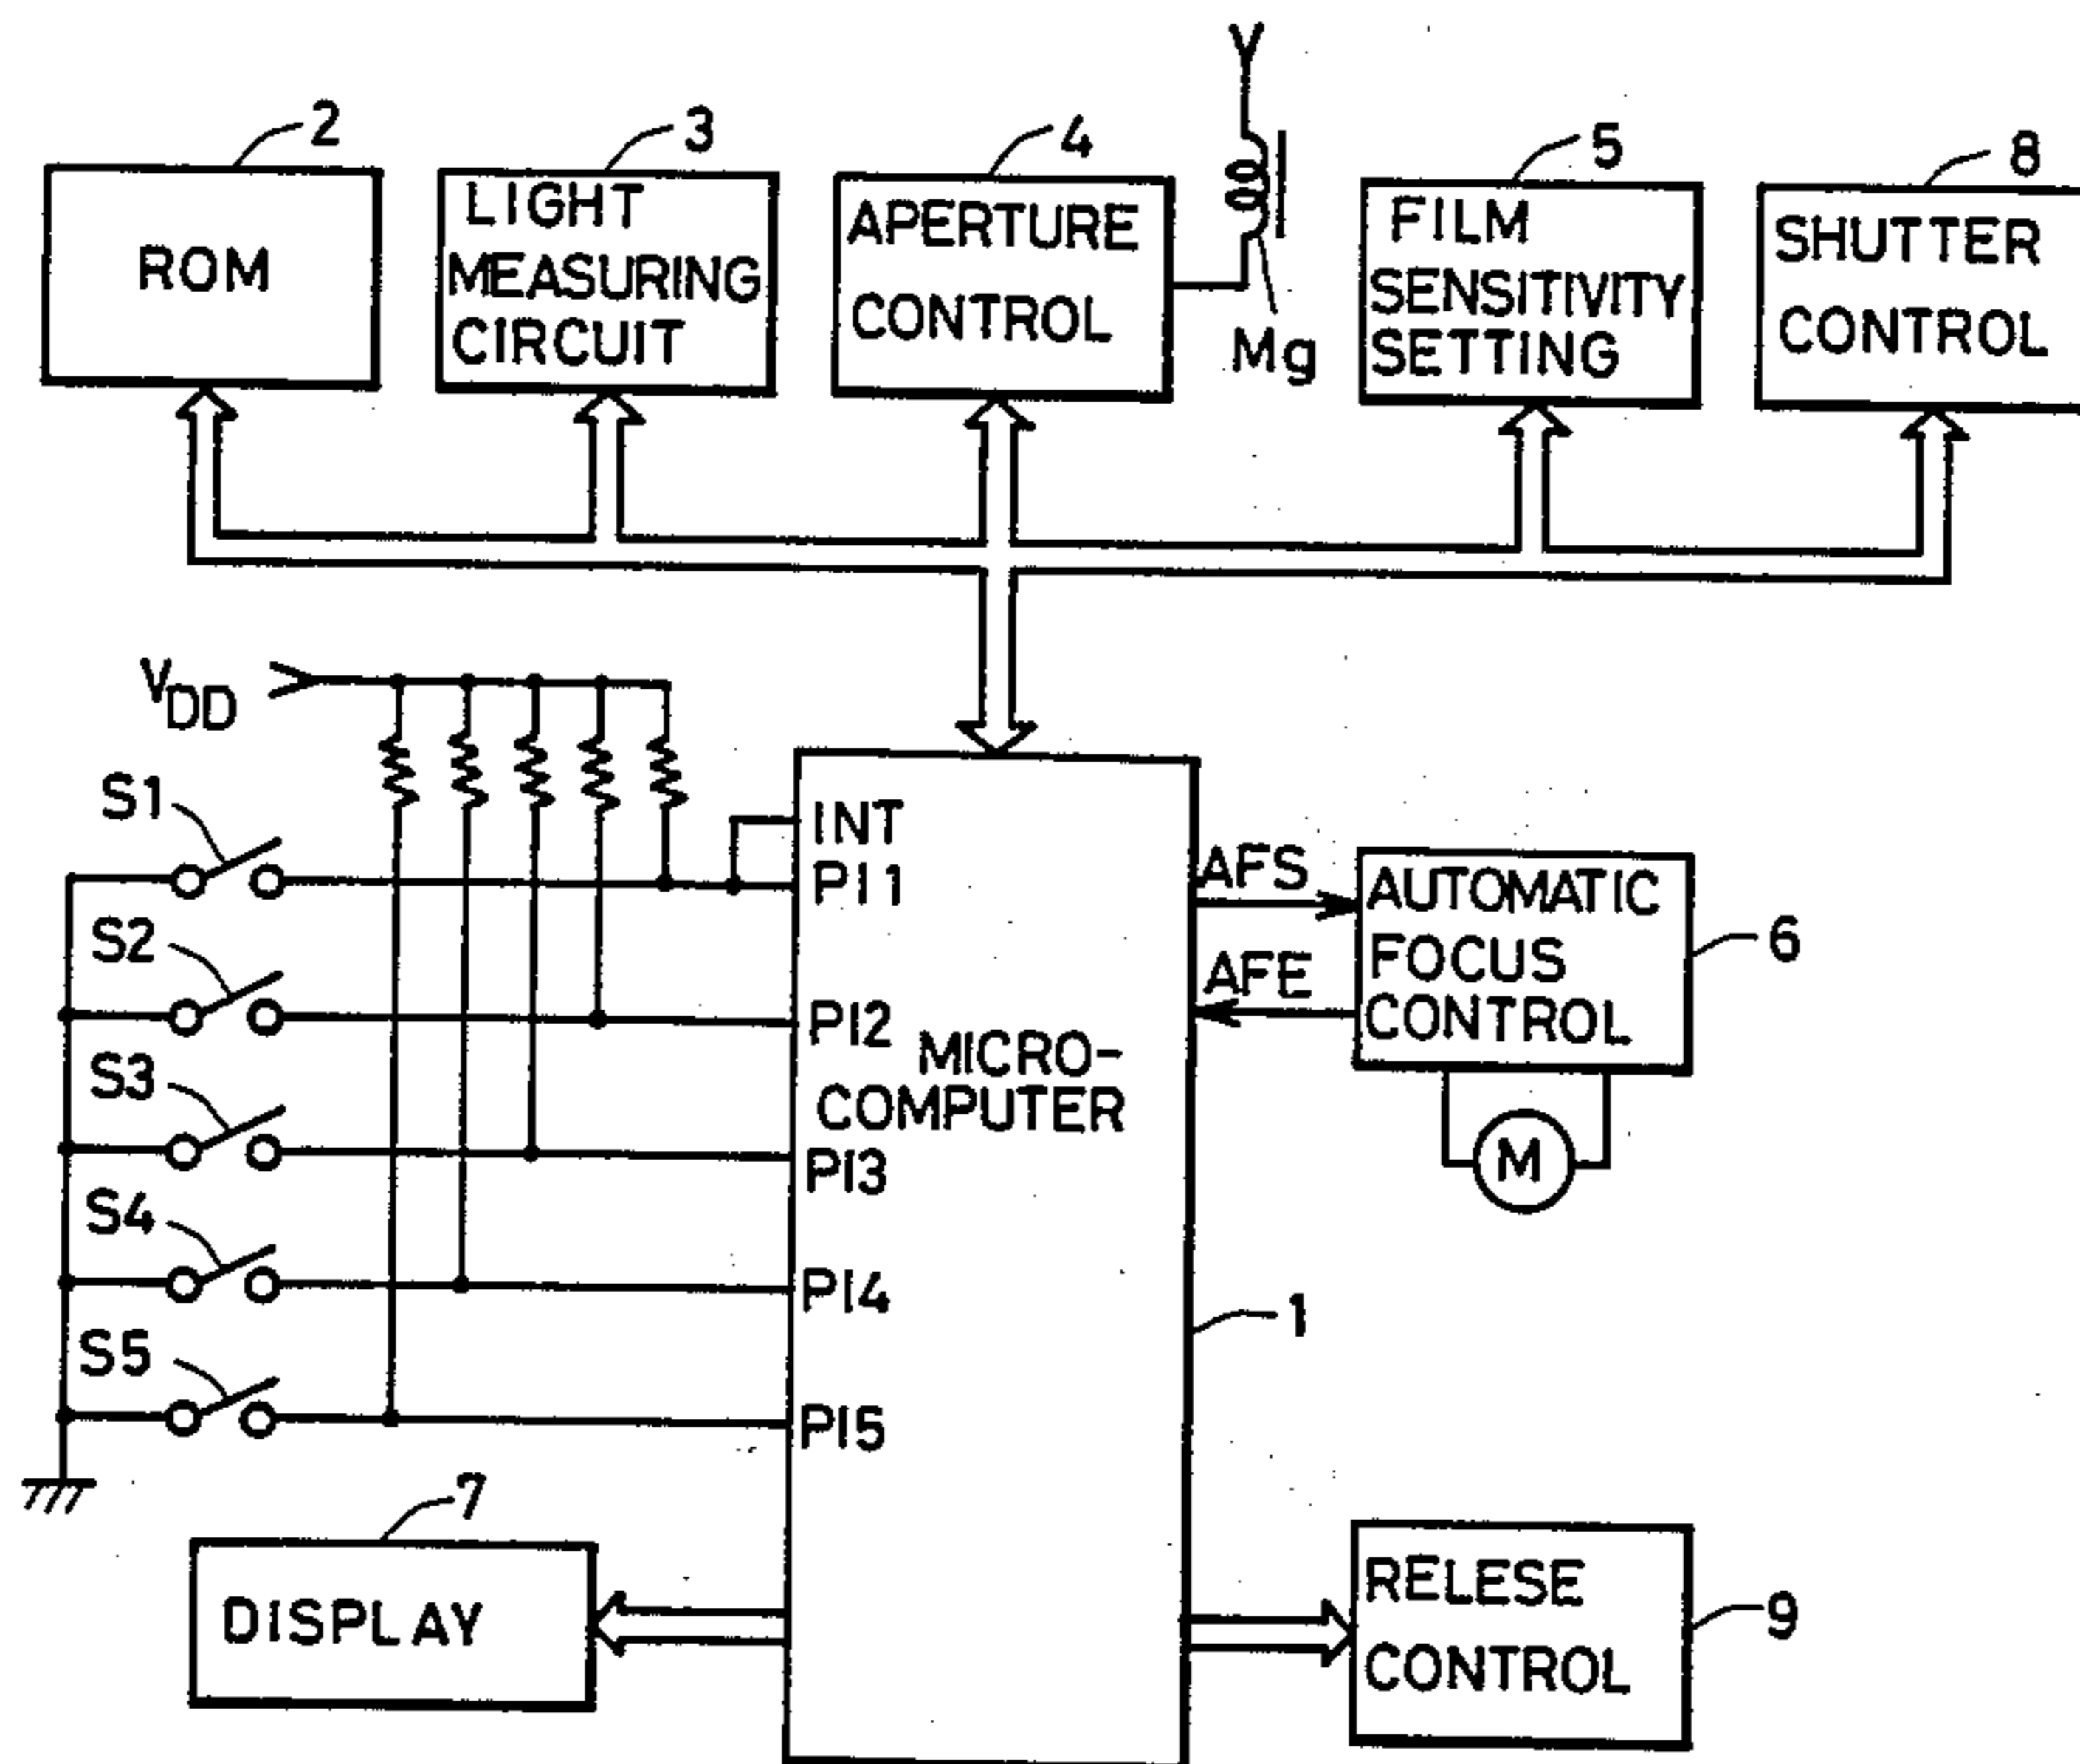 V
2
3
4
5
8
ROM
LIGHT
MEASURING
CIRCUIT
APERTURE
CONTROL
Mg
FILM
SENSITIVITY
SETTING
SHUTTER
CONTROL
VDD
S1
S2
S3
S4
S5
INT
PI1
PI2
MICRO-
COMPUTER
PI3
PI4
PI5
AFS
AFE
AUTOMATIC
FOCUS
CONTROL
6
M
1
7
DISPLAY
RELESE
CONTROL
9